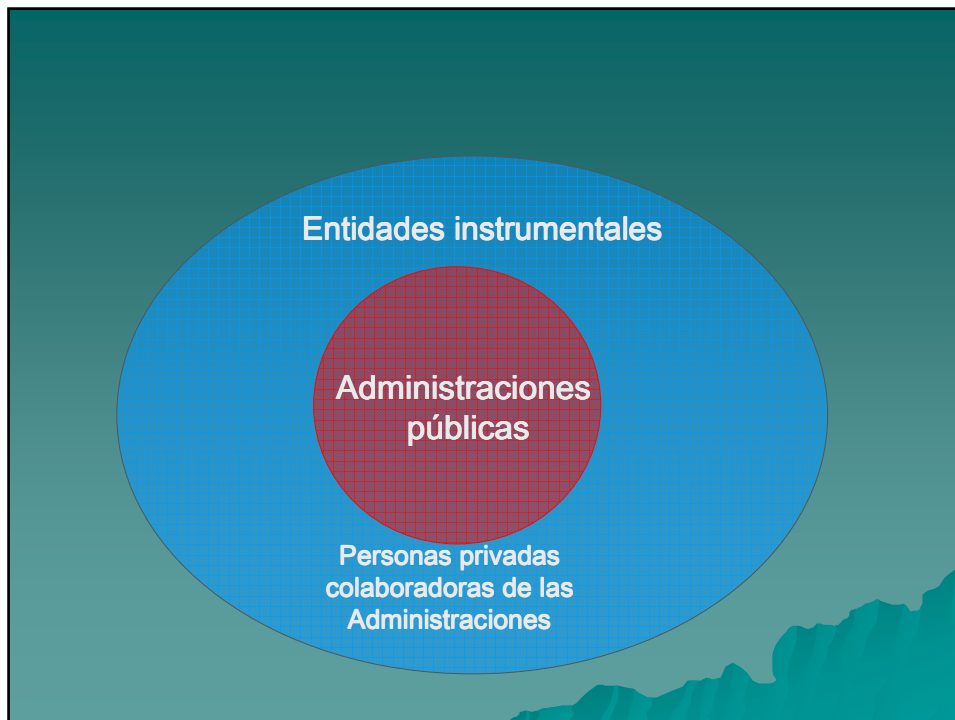 Entidades instrumentales
Administraciones
públicas
Personas privadas
colaboradoras de las
Administraciones